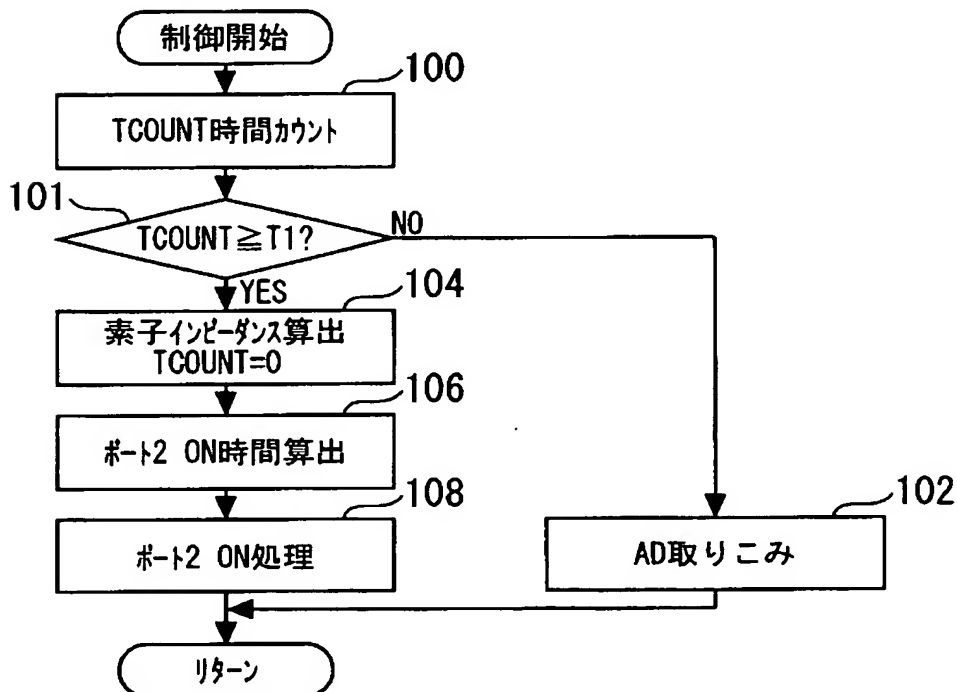 制御開始
100
TCOUNT時間ｶｳﾝﾄ
101
TCOUNT≧T1?
NO
YES
104
素子ｲﾝﾋﾟｰﾀﾞﾝｽ算出
TCOUNT=0
106
ﾎﾟｰﾄ2 ON時間算出
108
ﾎﾟｰﾄ2 ON処理
102
AD取りこみ
ﾘﾀｰﾝ